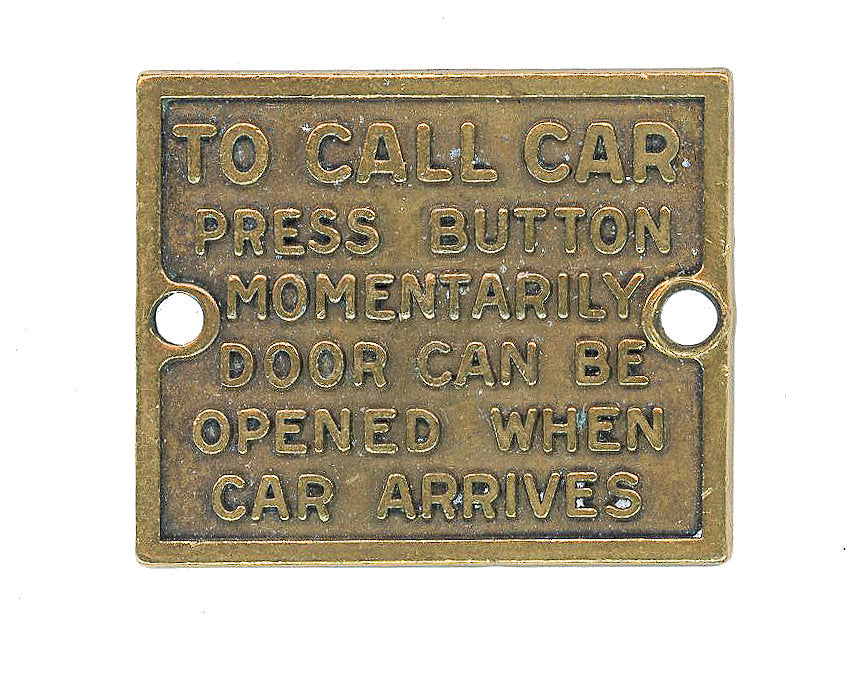 TO CALL CAR
PRESS BUTTON
MOMENTARILY
DOOR CAN BE
OPENED WHEN
CAR ARRIVES